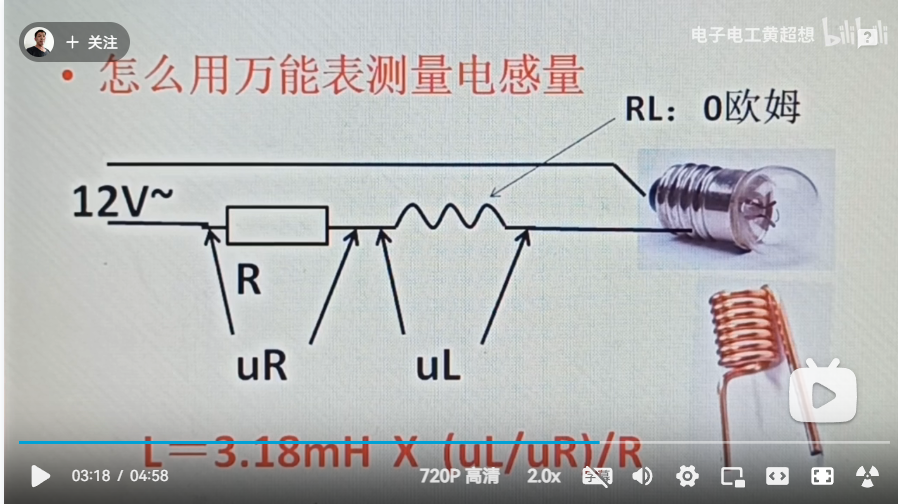 + 关注
电子电工黄超想 bilibili
• 怎么用万能表测量电感量
RL: 0欧姆
12V~
R
uR
uL
L=3.18mH X (uL/uR)/R
03:18 / 04:58
720P 高清
2.0x
字幕
?